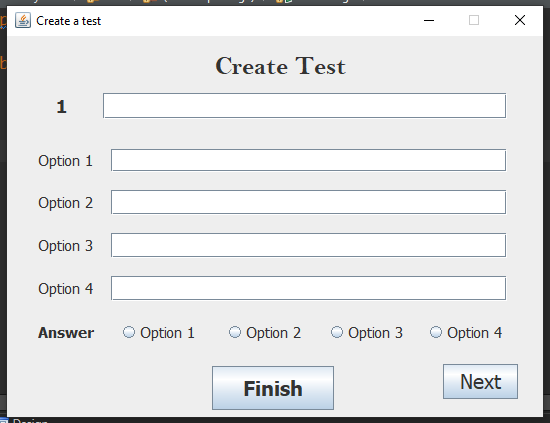 Create a test
Create Test
1
Option 1
Option 2
Option 3
Option 4
Answer Option 1 Option 2 Option 3 Option 4
Finish
Next
Design